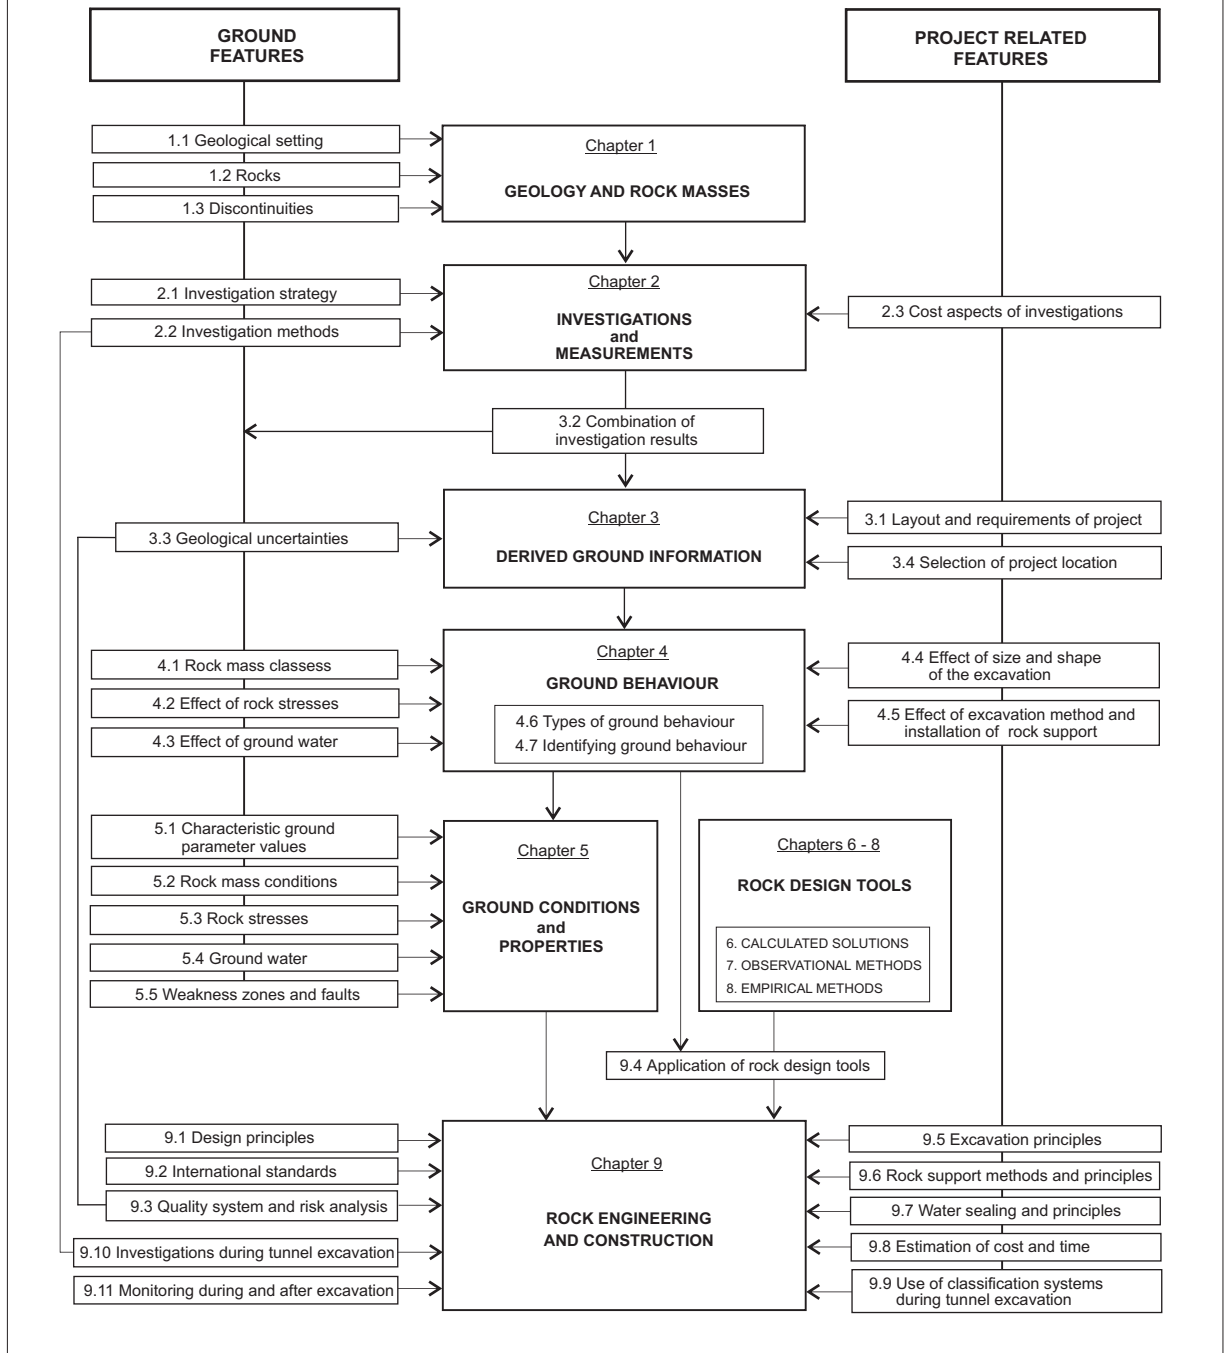 GROUND
FEATURES
PROJECT RELATED
FEATURES
1.1 Geological setting
1.2 Rocks
1.3 Discontinuities
Chapter 1
GEOLOGY AND ROCK MASSES
2.1 Investigation strategy
2.2 Investigation methods
Chapter 2
INVESTIGATIONS
and
MEASUREMENTS
2.3 Cost aspects of investigations
3.2 Combination of
investigation results
3.3 Geological uncertainties
Chapter 3
DERIVED GROUND INFORMATION
3.1 Layout and requirements of project
3.4 Selection of project location
4.1 Rock mass classess
4.2 Effect of rock stresses
4.3 Effect of ground water
Chapter 4
GROUND BEHAVIOUR
4.6 Types of ground behaviour
4.7 Identifying ground behaviour
4.4 Effect of size and shape
of the excavation
4.5 Effect of excavation method and
installation of rock support
5.1 Characteristic ground
parameter values
5.2 Rock mass conditions
5.3 Rock stresses
5.4 Ground water
5.5 Weakness zones and faults
Chapter 5
GROUND CONDITIONS
and
PROPERTIES
Chapters 6 - 8
ROCK DESIGN TOOLS
6. CALCULATED SOLUTIONS
7. OBSERVATIONAL METHODS
8. EMPIRICAL METHODS
9.4 Application of rock design tools
9.1 Design principles
9.2 International standards
9.3 Quality system and risk analysis
9.10 Investigations during tunnel excavation
9.11 Monitoring during and after excavation
Chapter 9
ROCK ENGINEERING
AND CONSTRUCTION
9.5 Excavation principles
9.6 Rock support methods and principles
9.7 Water sealing and principles
9.8 Estimation of cost and time
9.9 Use of classification systems
during tunnel excavation